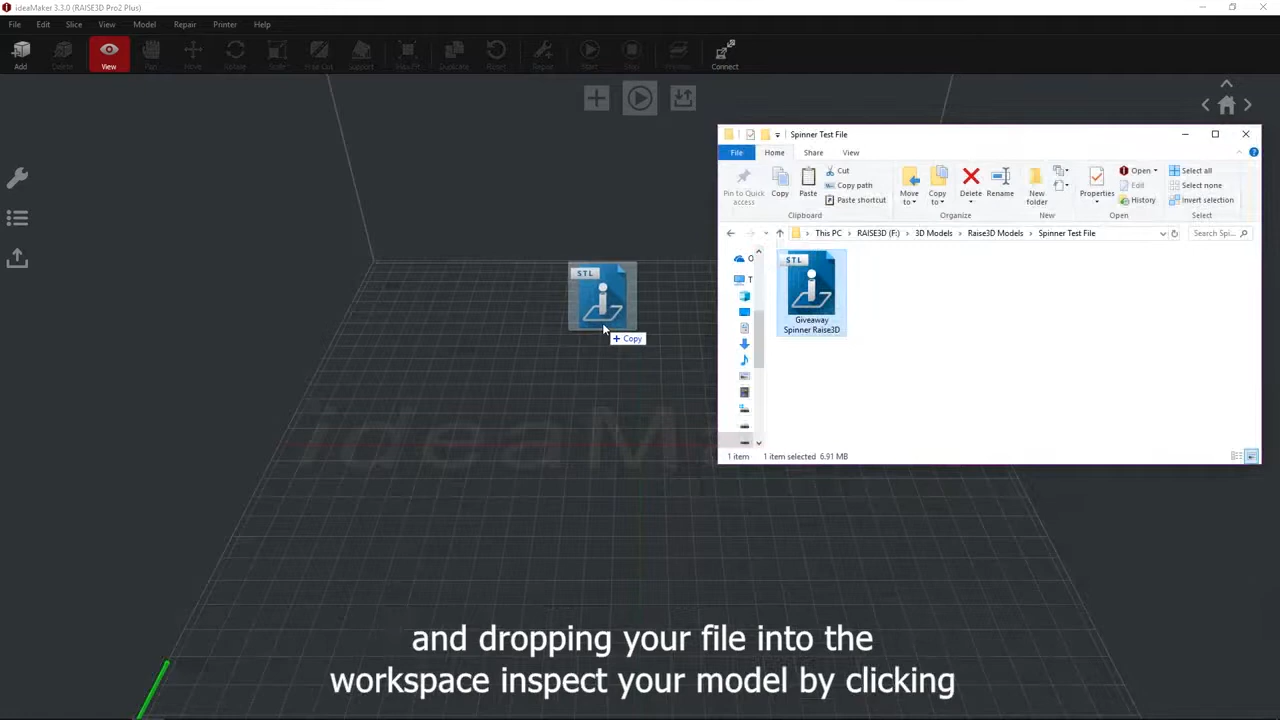 ideaMaker 3.3.0 (RAISE3D Pro2 Plus)
File Edit Slice View Model Repair Printer Help
Add View Connect
Spinner Test File
File Home Share View
Pin to Quick access
Copy
Paste
Cut
Copy path
Paste shortcut
Move to
Copy to
Delete
Rename
New folder
Properties
Open
Edit
History
Select all
Select none
Invert selection
Clipboard Organize New Open Select
This PC > RAISE3D (F:) > 3D Models > Raise3D Models > Spinner Test File
Search Spi...
STL
Giveaway
Spinner Raise3D
STL
+ Copy
ideaM
1 item 1 item selected 6.91 MB
and dropping your file into the
workspace inspect your model by clicking